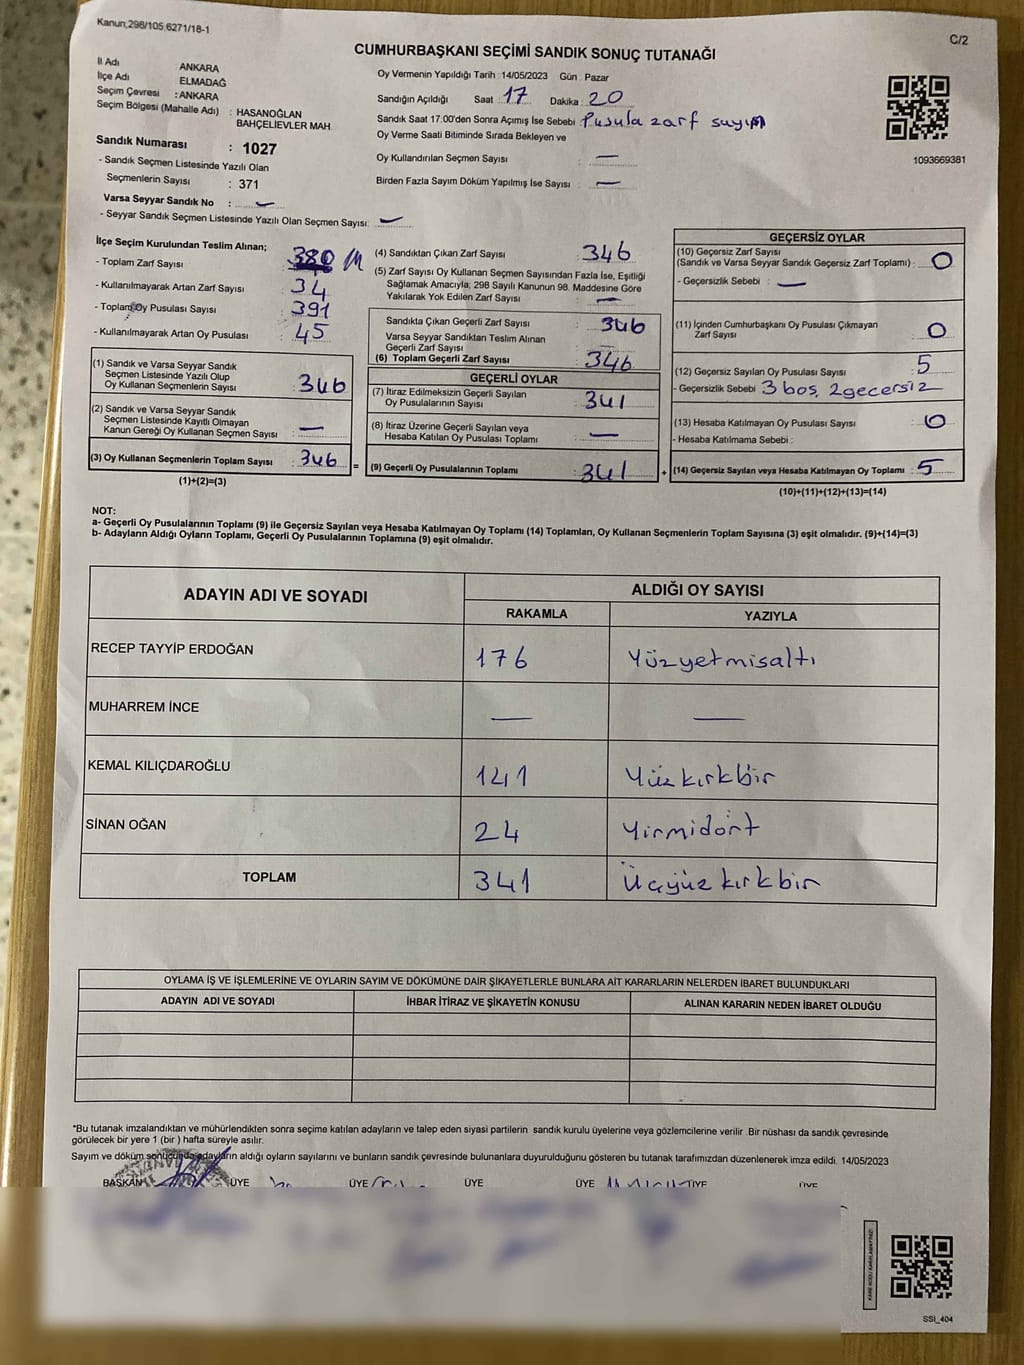 Kanun 298/105 6271/18-1
C/2
CUMHURBAŞKANI SEÇİMİ SANDIK SONUÇ TUTANAĞI
İl Adı ANKARA
İlçe Adı ELMADAĞ
Seçim Çevresi : ANKARA
Seçim Bölgesi (Mahalle Adı) : HASANOĞLAN
BAHÇELİEVLER MAH.
Sandık Numarası : 1027
- Sandık Seçmen Listesinde Yazılı Olan
Seçmenlerin Sayısı : 371
Varsa Seyyar Sandık No : —
- Seyyar Sandık Seçmen Listesinde Yazılı Olan Seçmen Sayısı: —
Oy Vermenin Yapıldığı Tarih : 14/05/2023 Gün : Pazar
Sandığın Açıldığı Saat 17 Dakika : 20
Sandık Saat 17:00'den Sonra Açımış İse Sebebi : Pusula zarf sayım
Oy Verme Saati Bitiminde Sırada Bekleyen ve
Oy Kullandırılan Seçmen Sayısı : —
Birden Fazla Sayım Döküm Yapılmış İse Sayısı : —
1093669381
İlçe Seçim Kurulundan Teslim Alınan;
- Toplam Zarf Sayısı : 380
- Kullanılmayarak Artan Zarf Sayısı : 34
- Toplam Oy Pusulası Sayısı : 391
- Kullanılmayarak Artan Oy Pusulası : 45
(1) Sandık ve Varsa Seyyar Sandık
Seçmen Listesinde Yazılı Olup
Oy Kullanan Seçmenlerin Sayısı : 346
(2) Sandık ve Varsa Seyyar Sandık
Seçmen Listesinde Kayıtlı Olmayan
Kanun Gereği Oy Kullanan Seçmen Sayısı : —
(3) Oy Kullanan Seçmenlerin Toplam Sayısı : 346
(1)+(2)=(3)
=
(4) Sandıktan Çıkan Zarf Sayısı : 346
(5) Zarf Sayısı Oy Kullanan Seçmen Sayısından Fazla İse, Eşitliği
Sağlamak Amacıyla, 298 Sayılı Kanunun 98. Maddesine Göre
Yakılarak Yok Edilen Zarf Sayısı : —
Sandıkta Çıkan Geçerli Zarf Sayısı : 346
Varsa Seyyar Sandıktan Teslim Alınan
Geçerli Zarf Sayısı :
(6) Toplam Geçerli Zarf Sayısı : 346
GEÇERLİ OYLAR
(7) İtiraz Edilmeksizin Geçerli Sayılan
Oy Pusulalarının Sayısı : 341
(8) İtiraz Üzerine Geçerli Sayılan veya
Hesaba Katılan Oy Pusulası Toplamı : —
(9) Geçerli Oy Pusulalarının Toplamı : 341
+
GEÇERSİZ OYLAR
(10) Geçersiz Zarf Sayısı
(Sandık ve Varsa Seyyar Sandık Geçersiz Zarf Toplamı) : 0
- Geçersizlik Sebebi : —
(11) İçinden Cumhurbaşkanı Oy Pusulası Çıkmayan
Zarf Sayısı : 0
(12) Geçersiz Sayılan Oy Pusulası Sayısı : 5
- Geçersizlik Sebebi : 3 boş, 2gecersiz
(13) Hesaba Katılmayan Oy Pusulası Sayısı : 0
- Hesaba Katılmama Sebebi :
(14) Geçersiz Sayılan veya Hesaba Katılmayan Oy Toplamı : 5
(10)+(11)+(12)+(13)=(14)
NOT:
a- Geçerli Oy Pusulalarının Toplamı (9) ile Geçersiz Sayılan veya Hesaba Katılmayan Oy Toplamı (14) Toplamları, Oy Kullanan Seçmenlerin Toplam Sayısına (3) eşit olmalıdır. (9)+(14)=(3)
b- Adayların Aldığı Oyların Toplamı, Geçerli Oy Pusulalarının Toplamına (9) eşit olmalıdır.
ADAYIN ADI VE SOYADI ALDIĞI OY SAYISI
RAKAMLA YAZIYLA
RECEP TAYYİP ERDOĞAN 176 Yüzyetmisaltı
MUHARREM İNCE — —
KEMAL KILIÇDAROĞLU 141 Yüzkırkbir
SİNAN OĞAN 24 Yirmidört
TOPLAM 341 Üçyüz kırkbir
OYLAMA İŞ VE İŞLEMLERİNE VE OYLARIN SAYIM VE DÖKÜMÜNE DAİR ŞİKAYETLERLE BUNLARA AİT KARARLARIN NELERDEN İBARET BULUNDUKLARI
ADAYIN ADI VE SOYADI İHBAR İTİRAZ VE ŞİKAYETİN KONUSU ALINAN KARARIN NEDEN İBARET OLDUĞU
*Bu tutanak imzalandıktan ve mühürlendikten sonra seçime katılan adayların ve talep eden siyasi partilerin sandık kurulu üyelerine veya gözlemcilerine verilir .Bir nüshası da sandık çevresinde
görülecek bir yere 1 (bir ) hafta süreyle asılır.
Sayım ve döküm sonucunda adayların aldığı oyların sayılarını ve bunların sandık çevresinde bulunanlara duyurulduğunu gösteren bu tutanak tarafımızdan düzenlenerek imza edildi. 14/05/2023
BAŞKAN ÜYE ÜYE ÜYE ÜYE ÜYE ÜYE
SSI_404